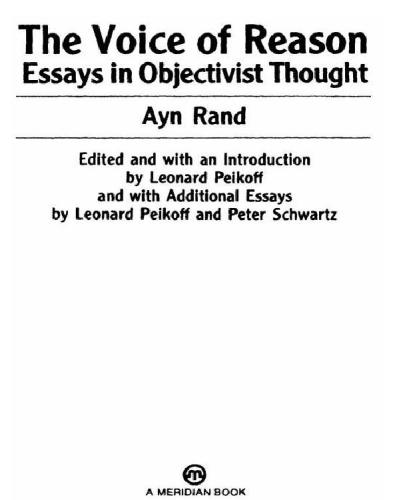 The Voice of Reason
Essays in Objectivist Thought
Ayn Rand
Edited and with an Introduction
by Leonard Peikoff
and with Additional Essays
by Leonard Peikoff and Peter Schwartz
A MERIDIAN BOOK